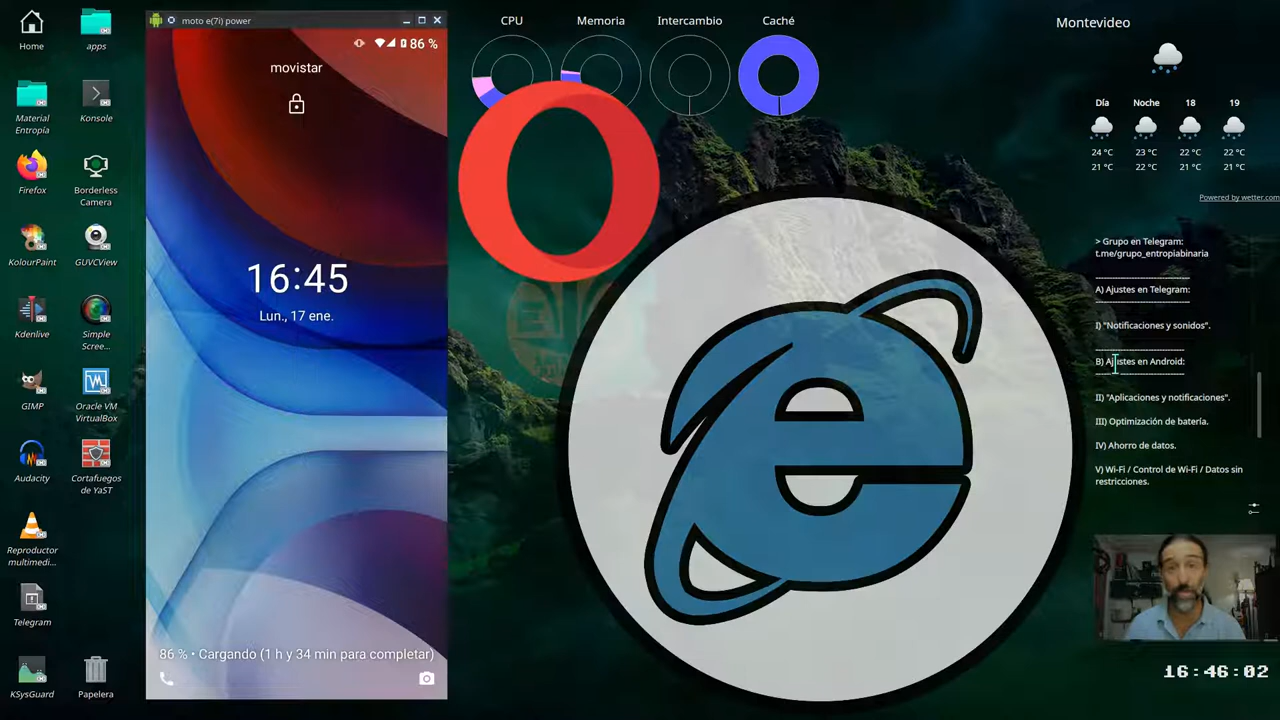 Home
apps
Material
Entropía
Konsole
Firefox
Borderless
Camera
KolourPaint
GUVCView
Kdenlive
Simple
Scree...
GIMP
Oracle VM
VirtualBox
Audacity
Cortafuegos
de YaST
Reproductor
multimedi...
Telegram
KSysGuard
Papelera
moto e(7i) power
86 %
movistar
16:45
Lun., 17 ene.
86 % • Cargando (1 h y 34 min para completar)
CPU
Memoria
Intercambio
Caché
Montevideo
Día
Noche
18
19
24 °C
23 °C
22 °C
22 °C
21 °C
22 °C
21 °C
21 °C
Powered by wetter.com
> Grupo en Telegram:
t.me/grupo_entropiabinaria
A) Ajustes en Telegram:
I) "Notificaciones y sonidos".
B) Ajustes en Android:
II) "Aplicaciones y notificaciones".
III) Optimización de batería.
IV) Ahorro de datos.
V) Wi-Fi / Control de Wi-Fi / Datos sin
restricciones.
16:46:02